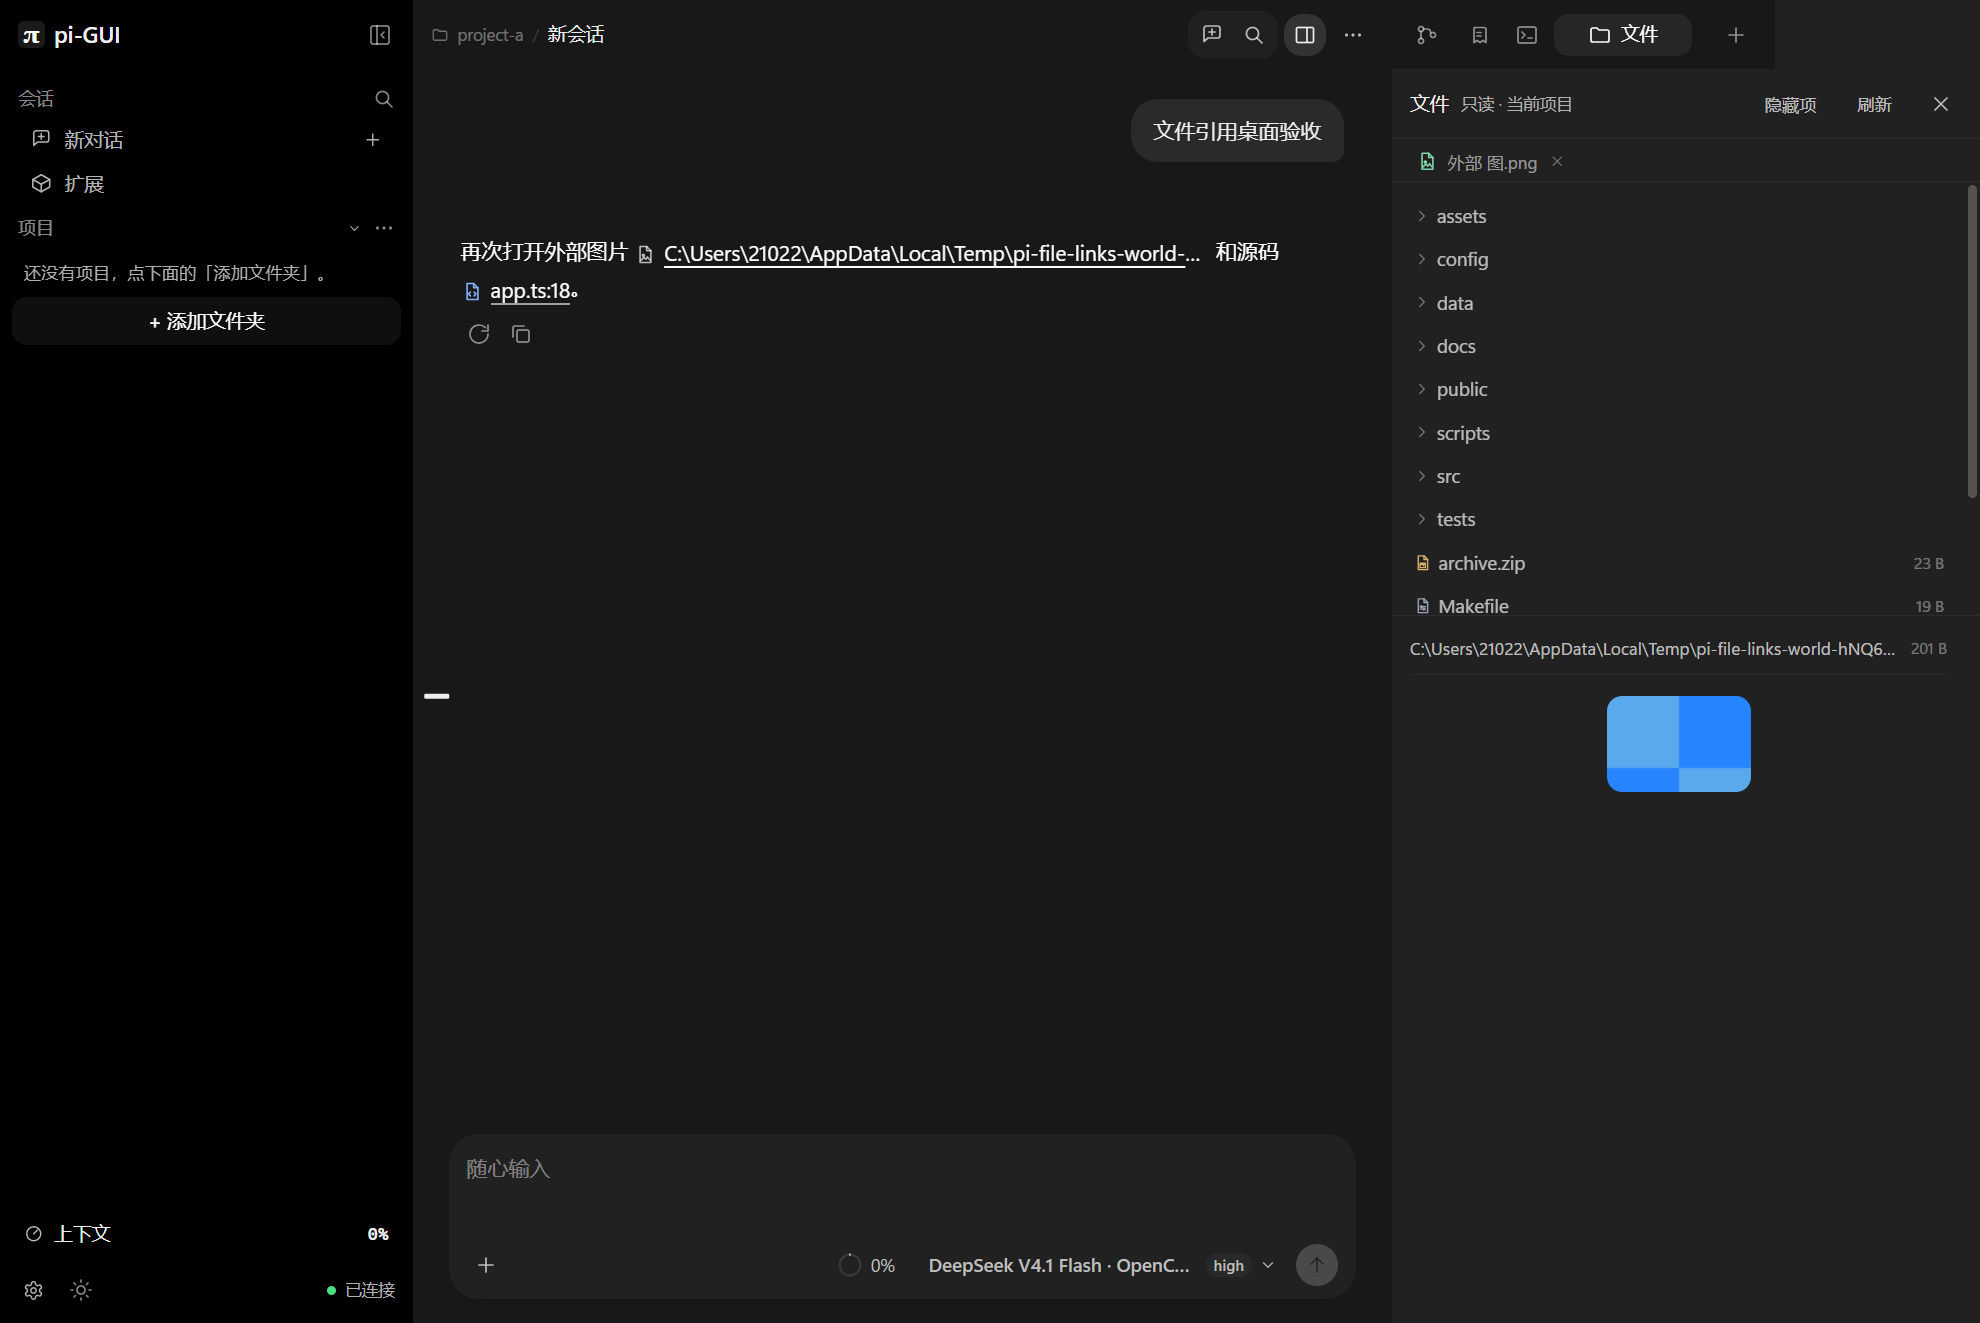 π pi-GUI
会话
新对话
扩展
项目
还没有项目，点下面的「添加文件夹」。
+ 添加文件夹
上下文 0%
已连接
project-a / 新会话
文件引用桌面验收
再次打开外部图片 C:\Users\21022\AppData\Local\Temp\pi-file-links-world-... 和源码
app.ts:18。
随心输入
0% DeepSeek V4.1 Flash · OpenC... high
文件
文件 只读 · 当前项目 隐藏项 刷新
外部 图.png
assets
config
data
docs
public
scripts
src
tests
archive.zip 23 B
Makefile 19 B
C:\Users\21022\AppData\Local\Temp\pi-file-links-world-hNQ6... 201 B